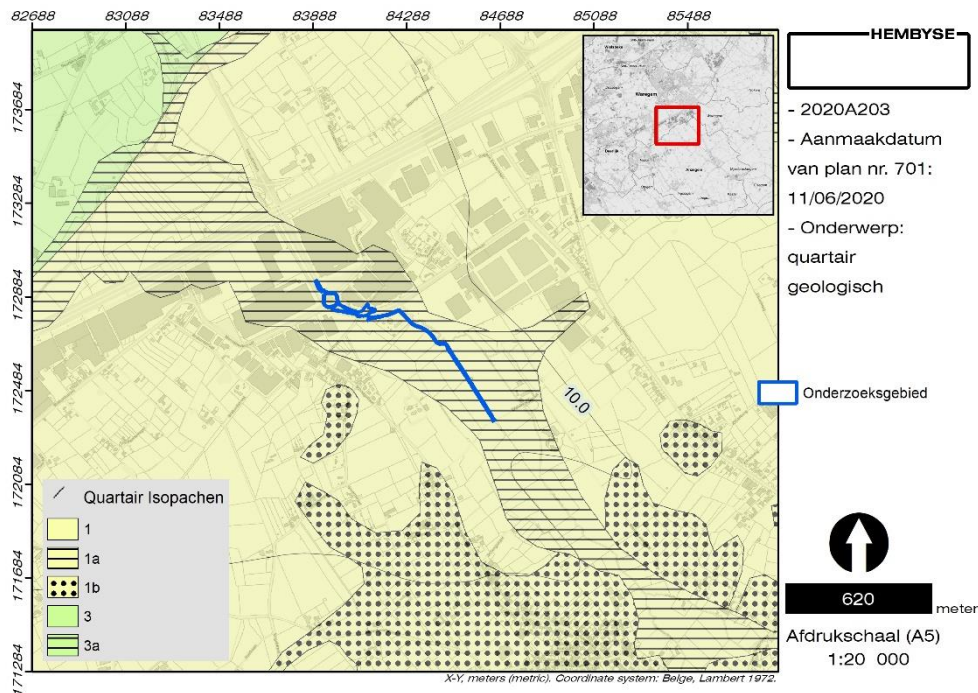 82688 83088 83488 83888 84288 84688 85088 85488
173684
173284
172884
172484
172084
171684
171284
Waregem
10.0
Quartair Isopachen
1
1a
1b
3
3a
X-Y, meters (metric). Coordinate system: Belge, Lambert 1972.
HEMBYSE
- 2020A203
- Aanmaakdatum
van plan nr. 701:
11/06/2020
- Onderwerp:
quartair
geologisch
Onderzoeksgebied
620 meter
Afdrukschaal (A5)
1:20 000